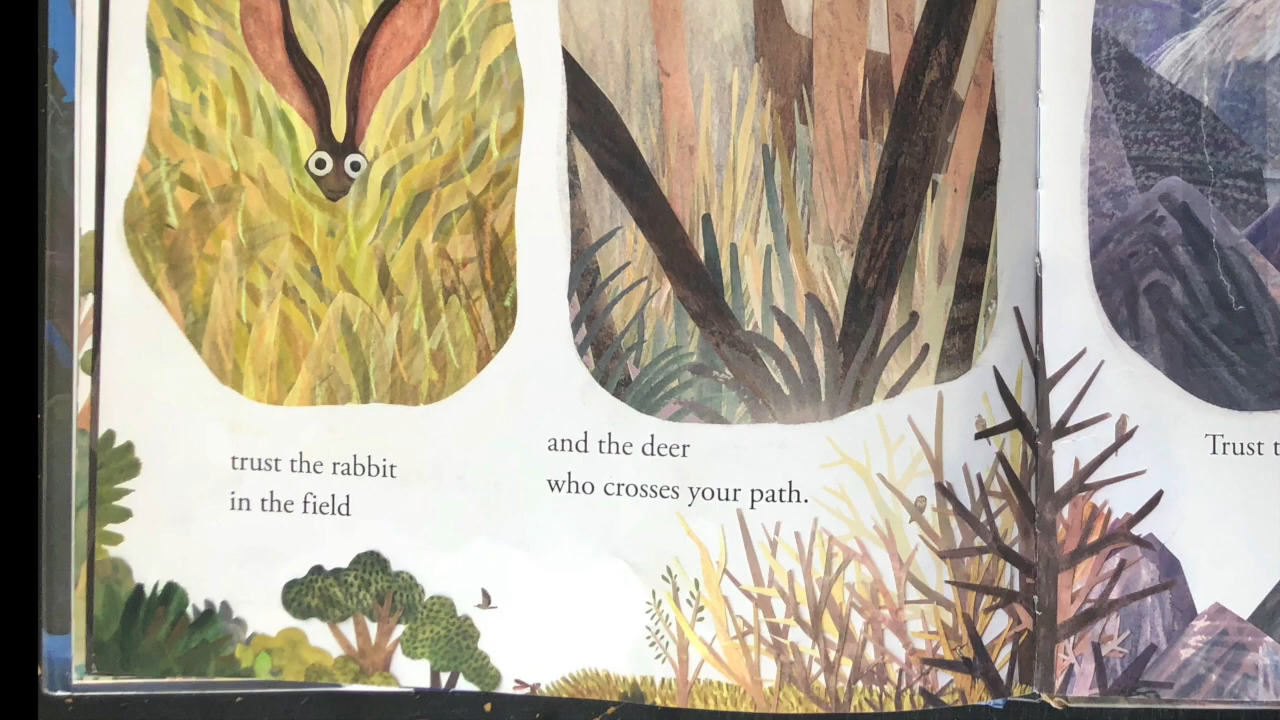 trust the rabbit
in the field
and the deer
who crosses your path.
Trust